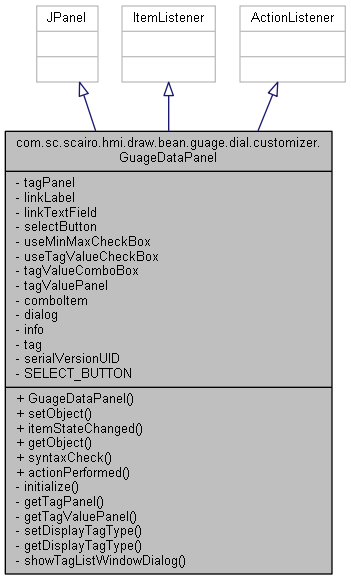 JPanel
ItemListener
ActionListener
com.sc.scairo.hmi.draw.bean.guage.dial.customizer.
GuageDataPanel
- tagPanel
- linkLabel
- linkTextField
- selectButton
- useMinMaxCheckBox
- useTagValueCheckBox
- tagValueComboBox
- tagValuePanel
- comboItem
- dialog
- info
- tag
- serialVersionUID
- SELECT_BUTTON
+ GuageDataPanel()
+ setObject()
+ itemStateChanged()
+ getObject()
+ syntaxCheck()
+ actionPerformed()
- initialize()
- getTagPanel()
- getTagValuePanel()
- setDisplayTagType()
- getDisplayTagType()
- showTagListWindowDialog()